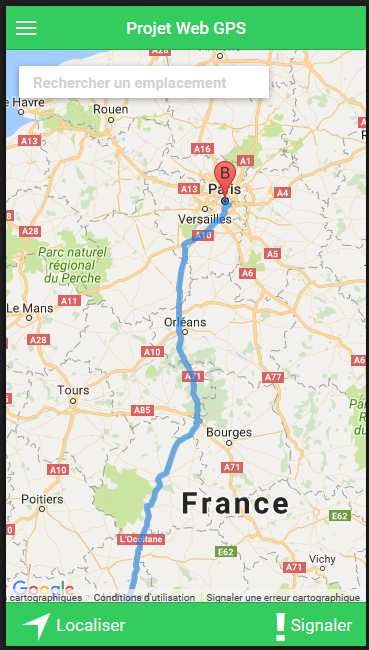 Projet Web GPS
Rechercher un emplacement
e Havre
Rouen
A13
A16
A1
B
A13
Paris
A4
Versailles
A28
A10
A5
Parc naturel
régional
du Perche
A6
A11
Le Mans
Orléans
A28
A10
A6
A71
A77
Tours
A85
Bourges
A10
A71
Poitiers
France
E62
L'Occitane
E62
Vichy
A71
Google
cartographiques
Conditions d'utilisation
Signaler une erreur cartographique
Localiser
Signaler